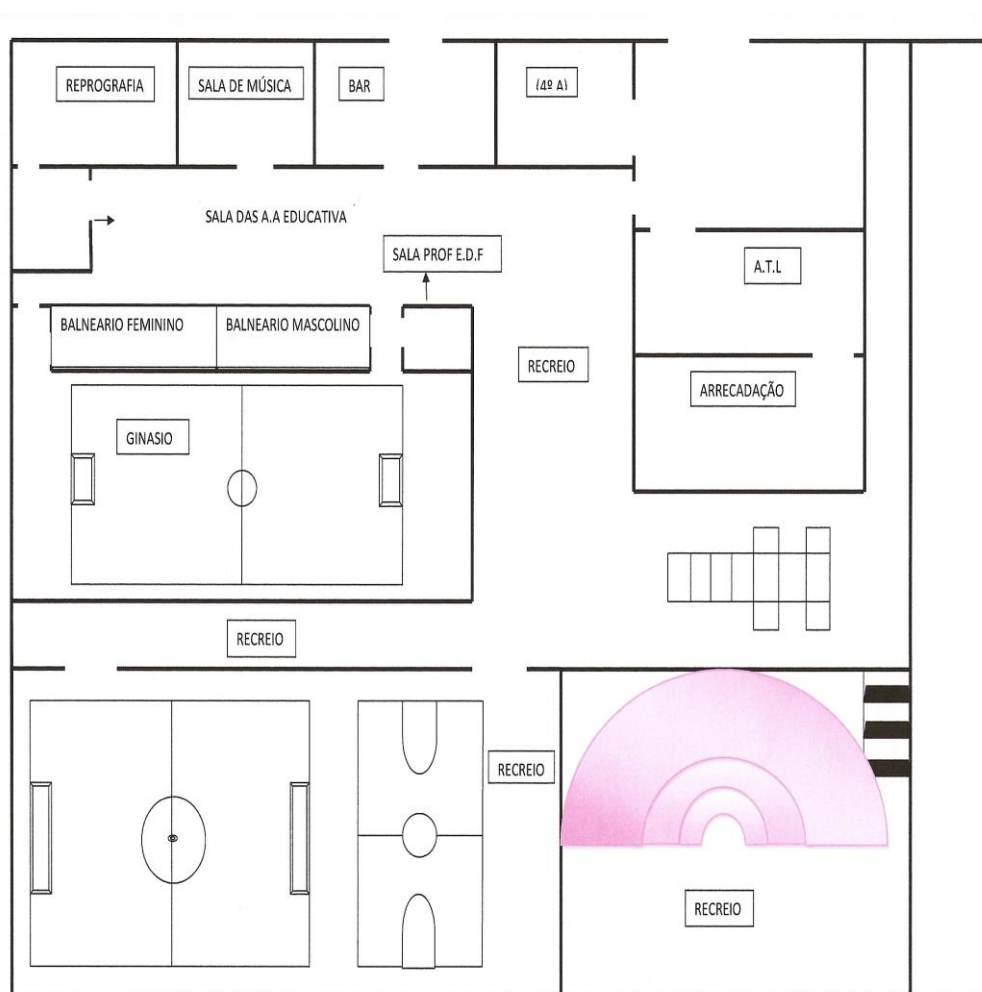 REPROGRAFIA
SALA DE MÚSICA
BAR
(4º A)
SALA DAS A.A EDUCATIVA
SALA PROF E.D.F
A.T.L
BALNEARIO FEMININO
BALNEARIO MASCOLINO
RECREIO
ARRECADAÇÃO
GINASIO
RECREIO
RECREIO
RECREIO